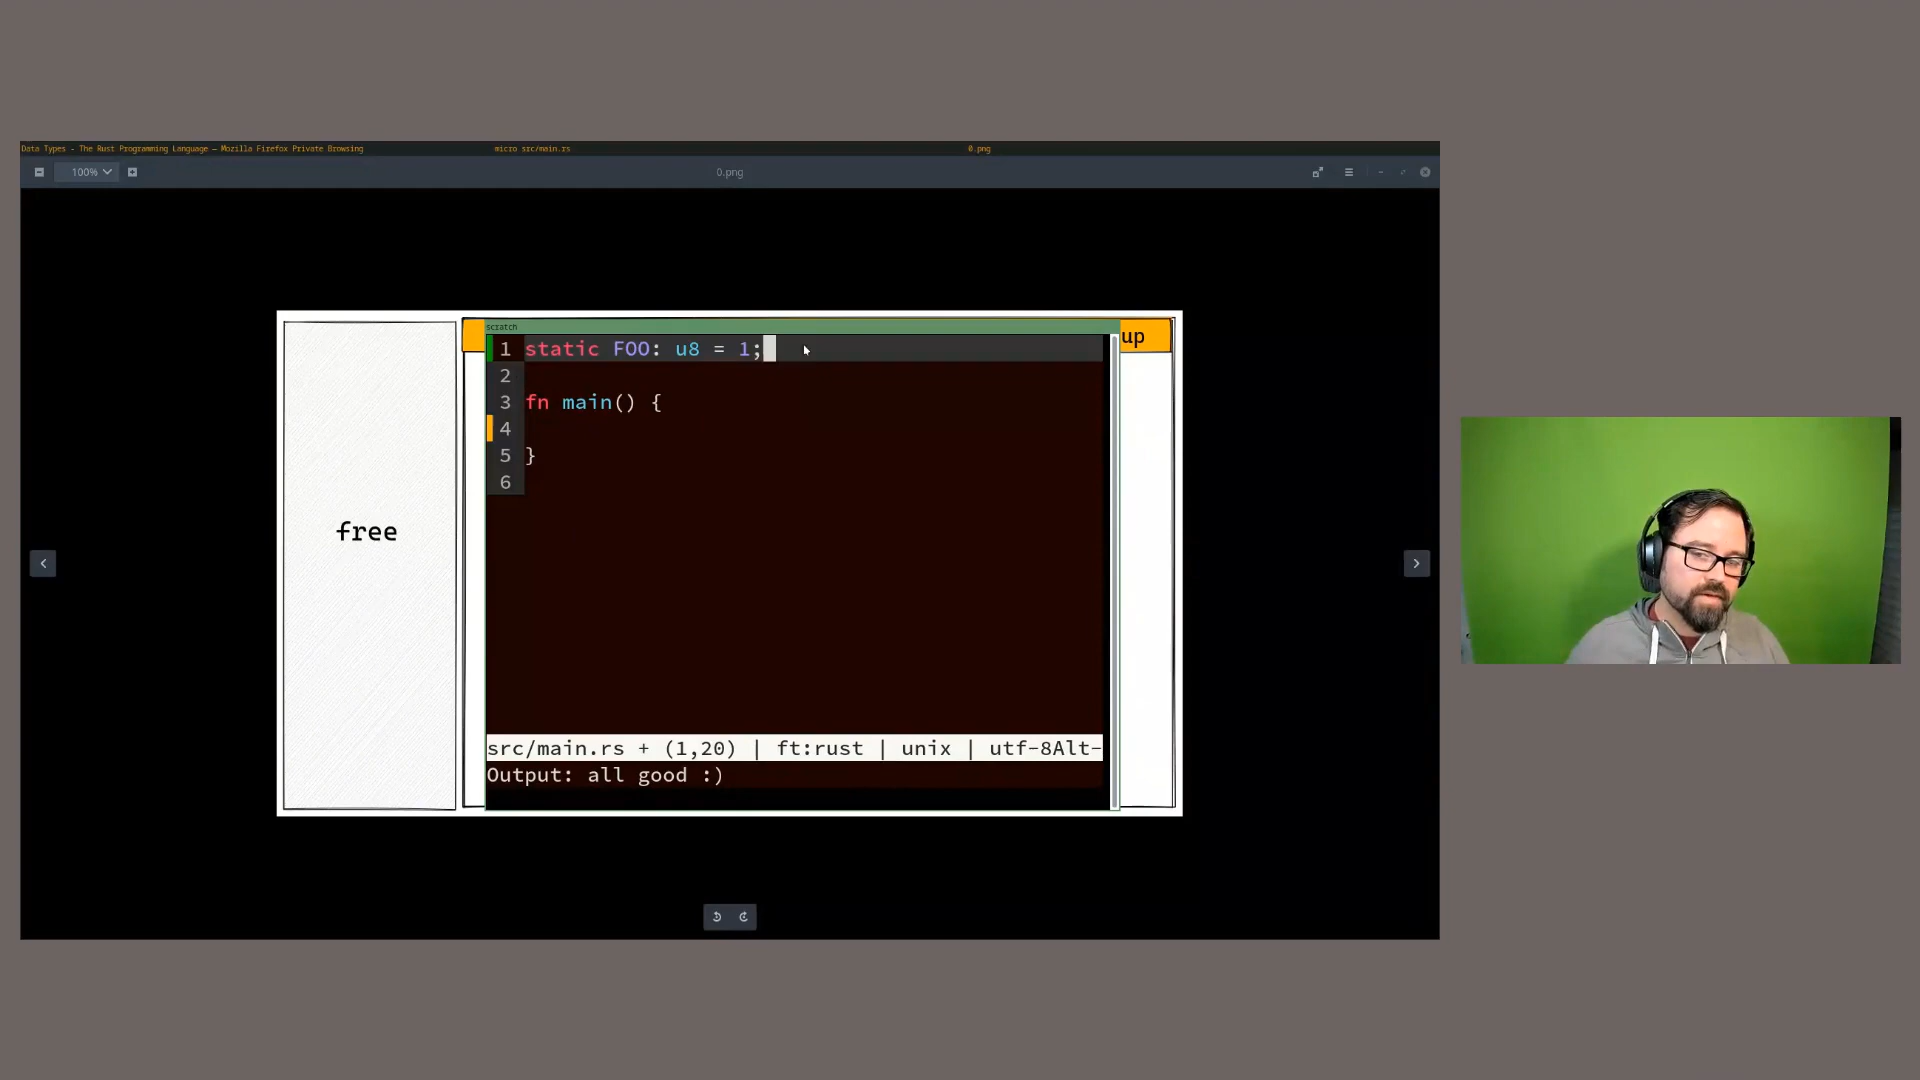 Data Types - The Rust Programming Language — Mozilla Firefox Private Browsing
micro src/main.rs
0.png
100%
0.png
up
scratch
1 static FOO: u8 = 1;
2
3 fn main() {
4
5 }
6
free
src/main.rs + (1,20) | ft:rust | unix | utf-8Alt-
Output: all good :)